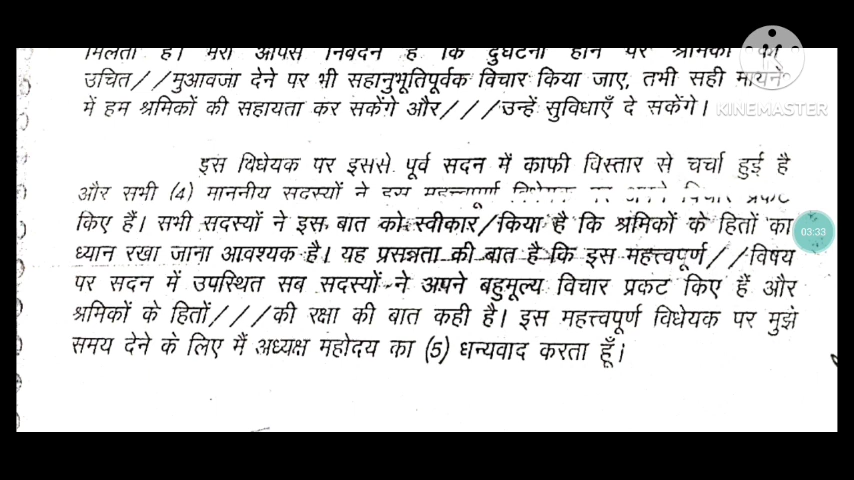 मिलता है। मेरा आपसे निवेदन है कि दुर्घटना होने पर श्रमिकों को
उचित//मुआवजा देने पर भी सहानुभूतिपूर्वक विचार किया जाए, तभी सही मायने
में हम श्रमिकों की सहायता कर सकेंगे और///उन्हें सुविधाएँ दे सकेंगे।
KINEMASTER
इस विधेयक पर इससे पूर्व सदन में काफी विस्तार से चर्चा हुई है
और सभी (4) माननीय सदस्यों ने इस महत्त्वपूर्ण विधेयक पर अपने विचार प्रकट
किए हैं। सभी सदस्यों ने इस बात को स्वीकार/किया है कि श्रमिकों के हितों का
03:33
ध्यान रखा जाना आवश्यक है। यह प्रसन्नता की बात है कि इस महत्त्वपूर्ण//विषय
पर सदन में उपस्थित सब सदस्यों ने अपने बहुमूल्य विचार प्रकट किए हैं और
श्रमिकों के हितों///की रक्षा की बात कही है। इस महत्त्वपूर्ण विधेयक पर मुझे
समय देने के लिए मैं अध्यक्ष महोदय का (5) धन्यवाद करता हूँ।